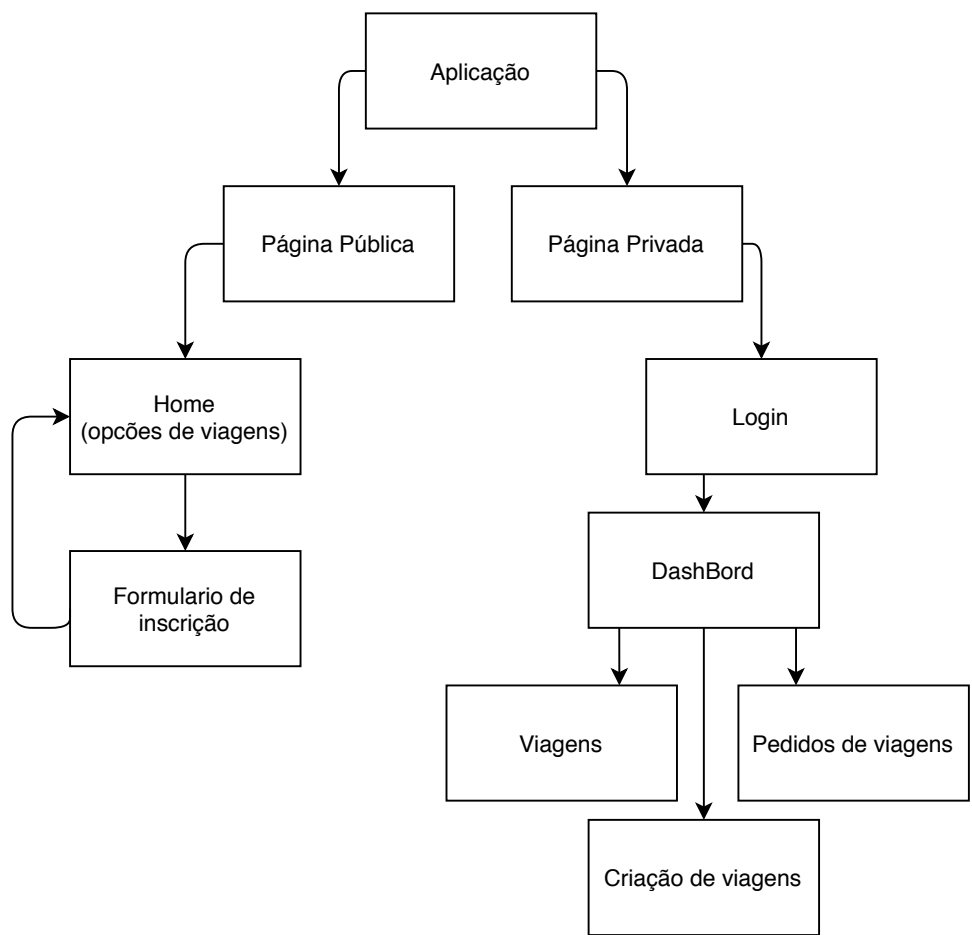 Aplicação
Página Pública
Página Privada
Home
(opcões de viagens)
Login
DashBord
Formulario de
inscrição
Viagens
Pedidos de viagens
Criação de viagens